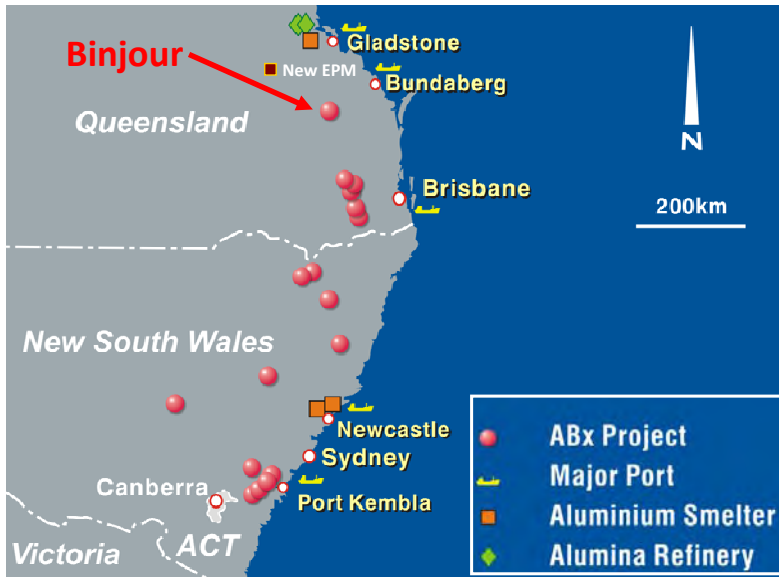 Gladstone
Binjour
New EPM
Bundaberg
Queensland
N
Brisbane
200km
New South Wales
Newcastle
Sydney
Canberra
Port Kembla
ACT
Victoria
ABx Project
Major Port
Aluminium Smelter
Alumina Refinery